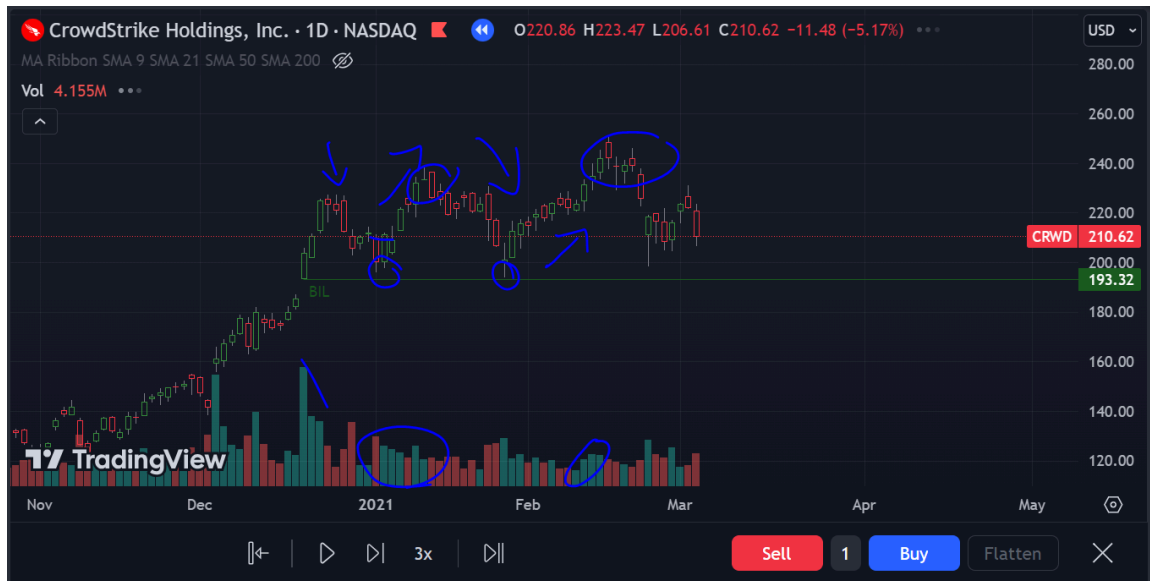 CrowdStrike Holdings, Inc. · 1D · NASDAQ O220.86 H223.47 L206.61 C210.62 −11.48 (−5.17%) USD
MA Ribbon SMA 9 SMA 21 SMA 50 SMA 200
Vol 4.155M
280.00
260.00
240.00
220.00
CRWD 210.62
200.00
193.32
BIL
180.00
160.00
140.00
120.00
TradingView
Nov Dec 2021 Feb Mar Apr May
3x Sell 1 Buy Flatten